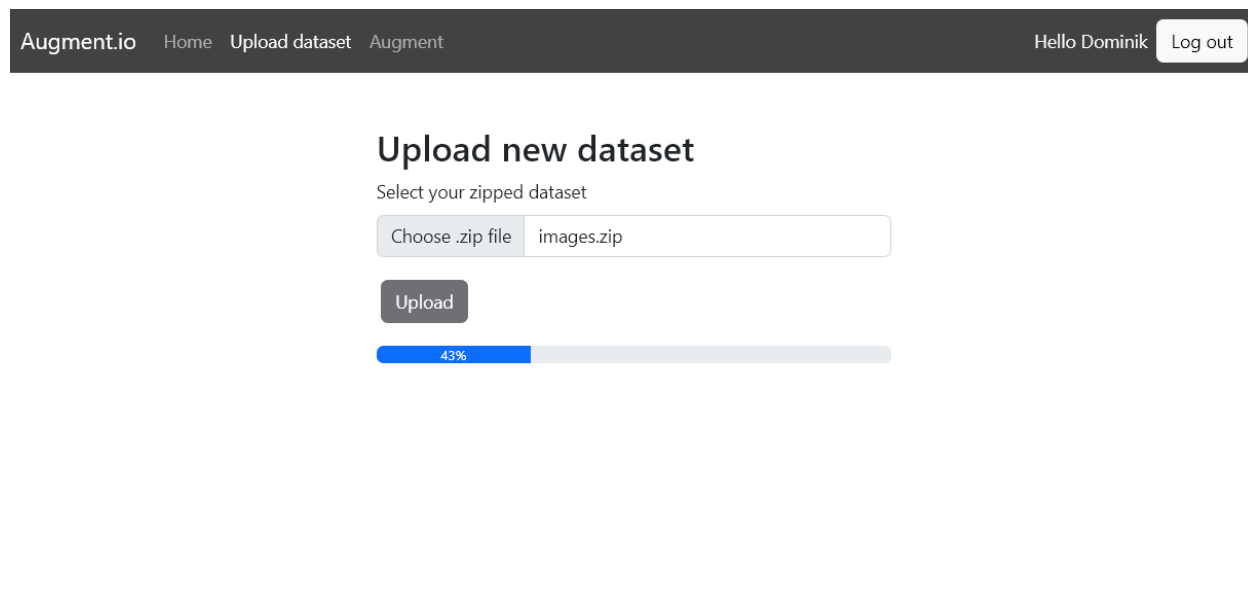 Augment.io Home Upload dataset Augment Hello Dominik Log out
Upload new dataset
Select your zipped dataset
Choose .zip file images.zip
Upload
43%